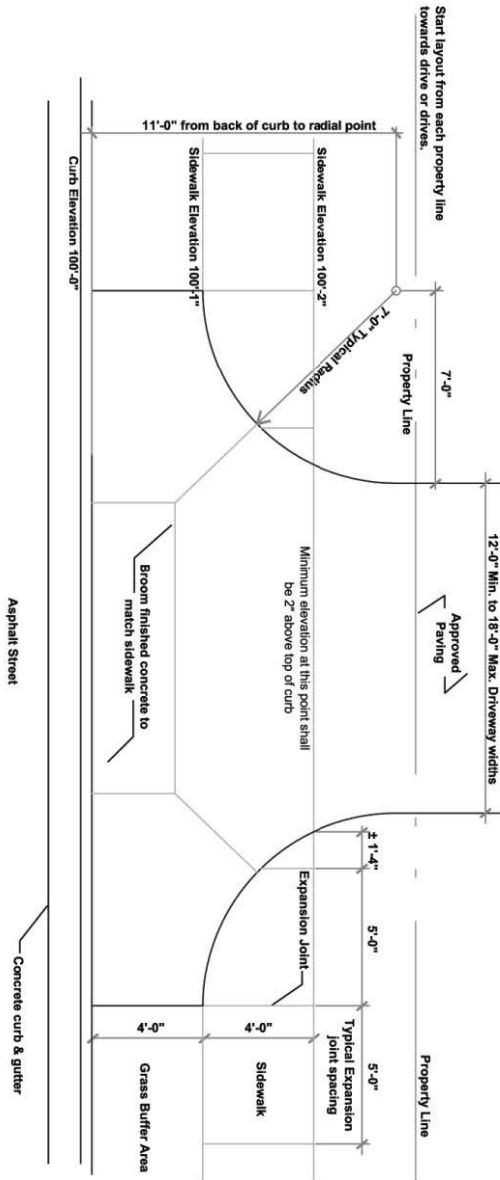 Start layout from each property line
towards drive or drives.
7'-0"
12'-0" Min. to 18'-0" Max. Driveway widths
Approved
Paving
Property Line
Property Line
11'-0" from back of curb to radial point
7'-0" Typical Radius
± 1'-4"
5'-0"
5'-0"
Typical Expansion
joint spacing
Sidewalk Elevation 100'-2"
Minimum elevation at this point shall
be 2" above top of curb
Expansion Joint
4'-0"
Sidewalk
Sidewalk Elevation 100'-1"
4'-0"
Grass Buffer Area
Broom finished concrete to
match sidewalk
Curb Elevation 100'-0"
Concrete curb & gutter
Asphalt Street